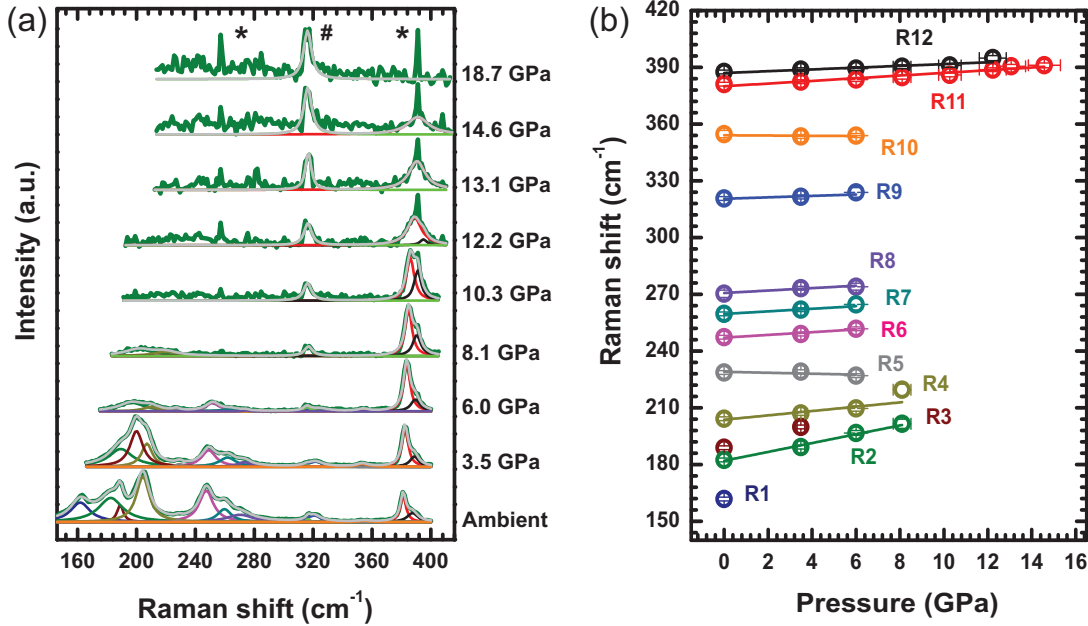 (a)
* # *
18.7 GPa
14.6 GPa
13.1 GPa
12.2 GPa
10.3 GPa
8.1 GPa
6.0 GPa
3.5 GPa
Ambient
Intensity (a.u.)
160 200 240 280 320 360 400
Raman shift (cm⁻¹)
(b)
420
390
360
330
300
270
240
210
180
150
Raman shift (cm⁻¹)
R12
R11
R10
R9
R8
R7
R6
R5
R4
R3
R2
R1
0 2 4 6 8 10 12 14 16
Pressure (GPa)